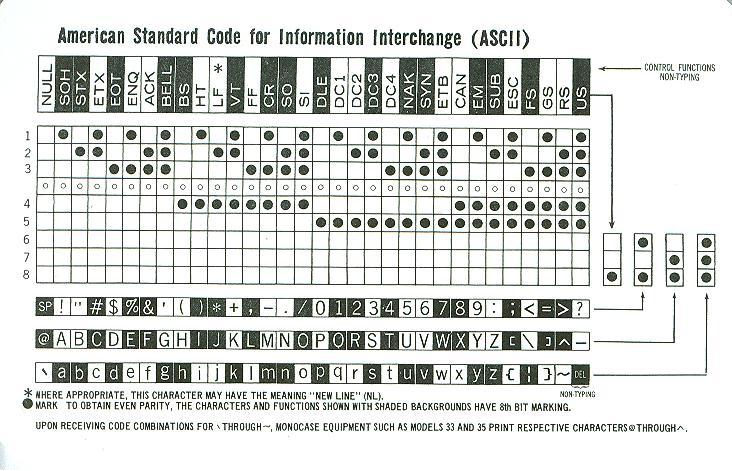 American Standard Code for Information Interchange (ASCII)
NULL SOH STX ETX EOT ENQ ACK BELL BS HT LF * VT FF CR SO SI DLE DC1 DC2 DC3 DC4 NAK SYN ETB CAN EM SUB ESC FS GS RS US
CONTROL FUNCTIONS
NON-TYPING
1
2
3
4
5
6
7
8
SP ! " # $ % & ' ( ) * + , - . / 0 1 2 3 4 5 6 7 8 9 : ; < = > ?
@ A B C D E F G H I J K L M N O P Q R S T U V W X Y Z [ \ ] ^ –
` a b c d e f g h i j k l m n o p q r s t u v w x y z { ¦ } ~ DEL
NON-TYPING
* WHERE APPROPRIATE, THIS CHARACTER MAY HAVE THE MEANING "NEW LINE" (NL).
● MARK TO OBTAIN EVEN PARITY, THE CHARACTERS AND FUNCTIONS SHOWN WITH SHADED BACKGROUNDS HAVE 8th BIT MARKING.
UPON RECEIVING CODE COMBINATIONS FOR ` THROUGH ~, MONOCASE EQUIPMENT SUCH AS MODELS 33 AND 35 PRINT RESPECTIVE CHARACTERS @ THROUGH ^.